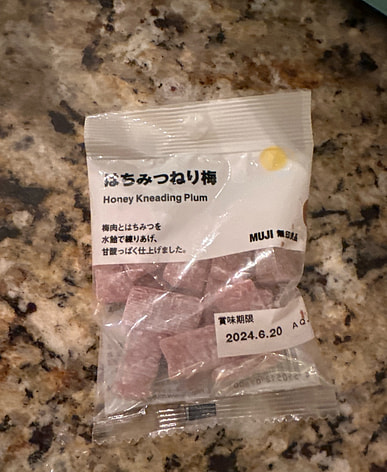 はちみつねり梅
Honey Kneading Plum
梅肉とはちみつを
水飴で練りあげ、
甘酸っぱく仕上げました。
MUJI 無印良品
賞味期限
2024.6.20